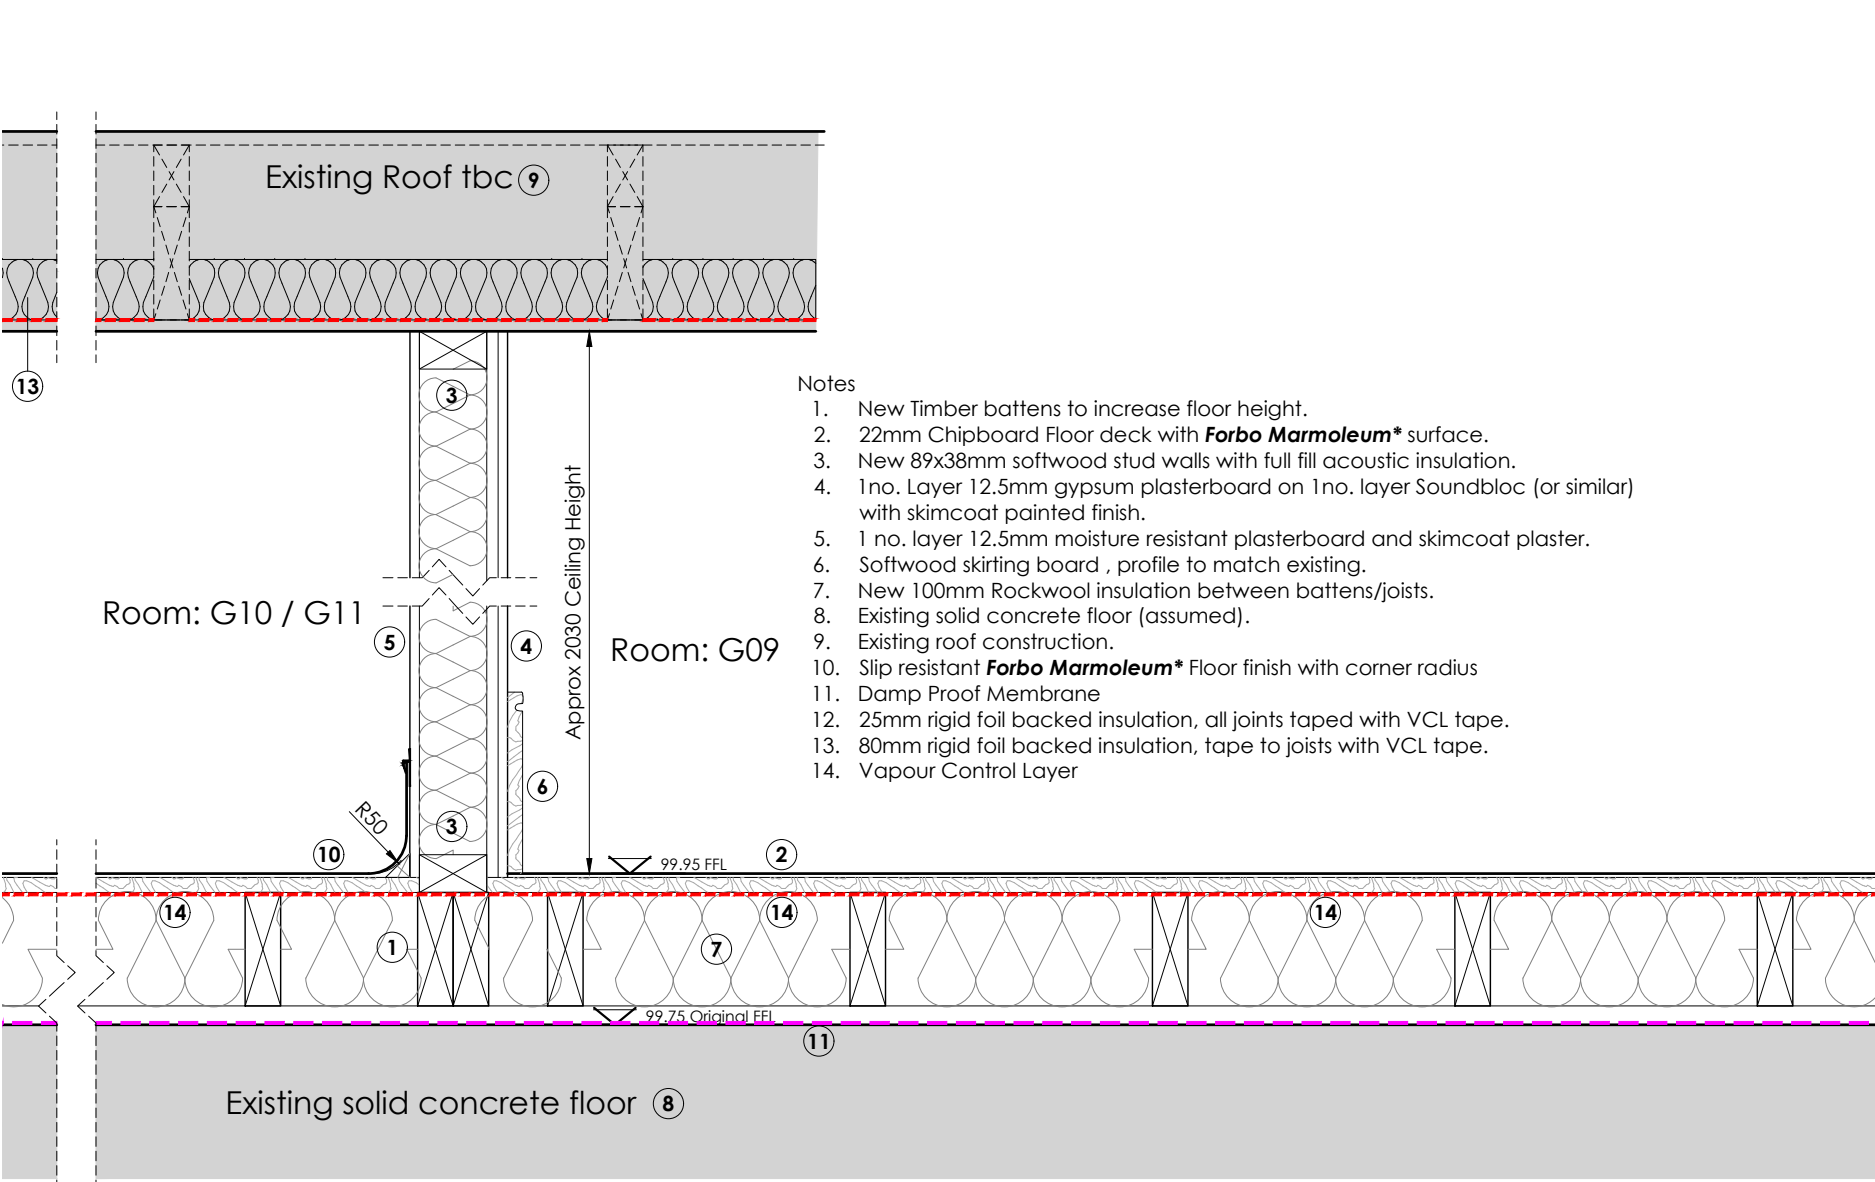 Existing Roof tbc 9
13
3
Notes
1. New Timber battens to increase floor height.
2. 22mm Chipboard Floor deck with Forbo Marmoleum* surface.
3. New 89x38mm softwood stud walls with full fill acoustic insulation.
4. 1no. Layer 12.5mm gypsum plasterboard on 1no. layer Soundbloc (or similar)
with skimcoat painted finish.
5. 1 no. layer 12.5mm moisture resistant plasterboard and skimcoat plaster.
6. Softwood skirting board , profile to match existing.
7. New 100mm Rockwool insulation between battens/joists.
8. Existing solid concrete floor (assumed).
9. Existing roof construction.
10. Slip resistant Forbo Marmoleum* Floor finish with corner radius
11. Damp Proof Membrane
12. 25mm rigid foil backed insulation, all joints taped with VCL tape.
13. 80mm rigid foil backed insulation, tape to joists with VCL tape.
14. Vapour Control Layer
Approx 2030 Ceiling Height
Room: G10 / G11
5
4
Room: G09
6
R50
3
10
99.95 FFL
2
14
14
14
1
7
99.75 Original FFL
11
Existing solid concrete floor 8